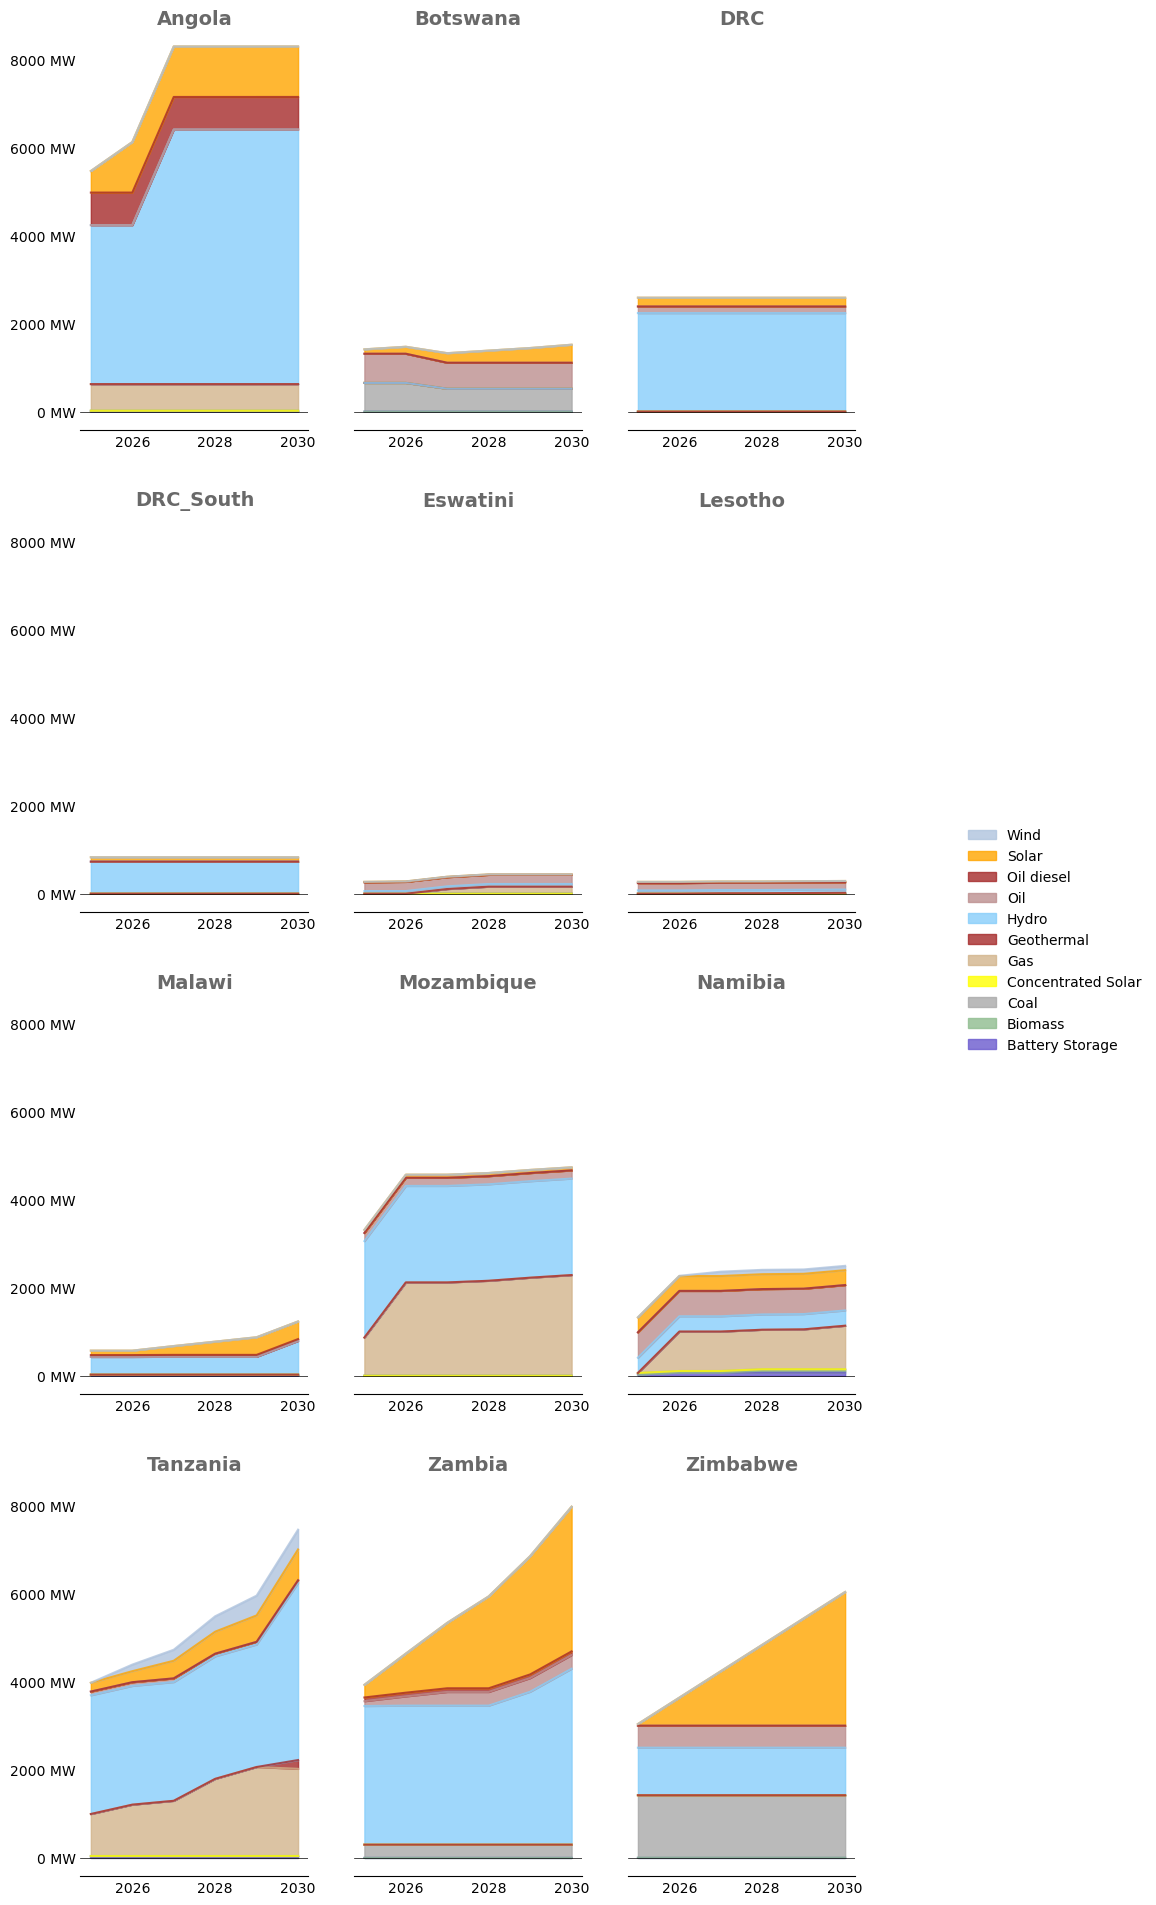 Angola
Botswana
DRC
8000 MW
6000 MW
4000 MW
2000 MW
0 MW
2026 2028 2030
2026 2028 2030
2026 2028 2030
DRC_South
Eswatini
Lesotho
8000 MW
6000 MW
4000 MW
2000 MW
0 MW
2026 2028 2030
2026 2028 2030
2026 2028 2030
Wind
Solar
Oil diesel
Oil
Hydro
Geothermal
Gas
Concentrated Solar
Coal
Biomass
Battery Storage
Malawi
Mozambique
Namibia
8000 MW
6000 MW
4000 MW
2000 MW
0 MW
2026 2028 2030
2026 2028 2030
2026 2028 2030
Tanzania
Zambia
Zimbabwe
8000 MW
6000 MW
4000 MW
2000 MW
0 MW
2026 2028 2030
2026 2028 2030
2026 2028 2030